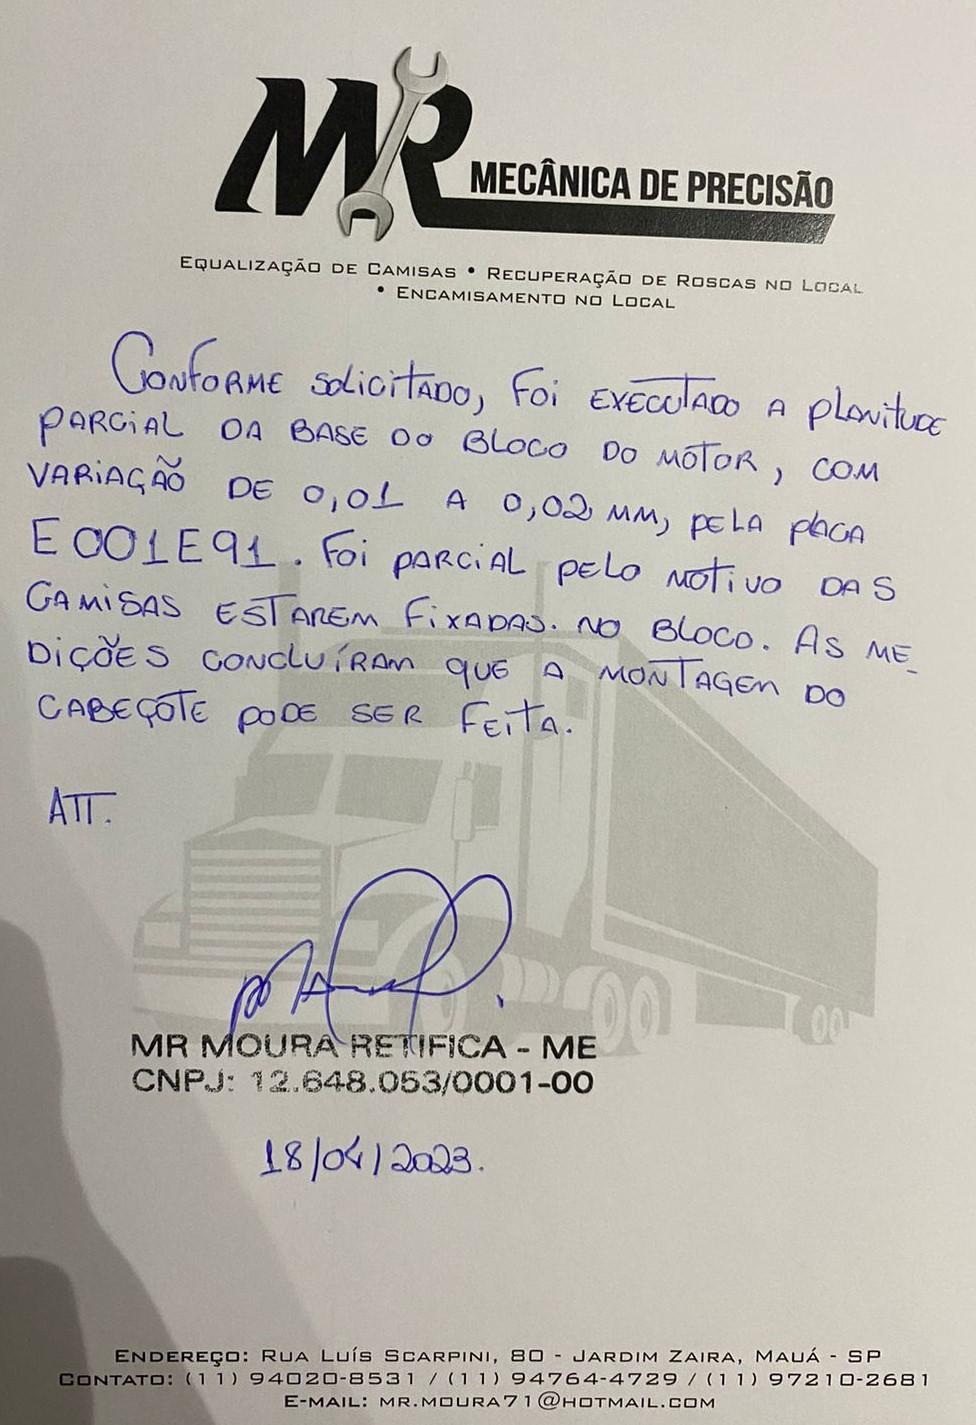 MR MECÂNICA DE PRECISÃO
EQUALIZAÇÃO DE CAMISAS • RECUPERAÇÃO DE ROSCAS NO LOCAL
• ENCAMISAMENTO NO LOCAL
CONFORME SOLICITADO, FOI EXECUTADO A PLANITUDE
PARCIAL DA BASE DO BLOCO DO MOTOR, COM
VARIAÇÃO DE 0,01 A 0,02 MM, PELA PLACA
E001E91. FOI PARCIAL PELO MOTIVO DAS
CAMISAS ESTAREM FIXADAS. NO BLOCO. AS ME_
DIÇÕES CONCLUÍRAM QUE A MONTAGEM DO
CABEÇOTE PODE SER FEITA.
ATT.
MR MOURA RETIFICA - ME
CNPJ: 12.648.053/0001-00
18/04/2023.
ENDEREÇO: RUA LUÍS SCARPINI, 80 - JARDIM ZAIRA, MAUÁ - SP
CONTATO: (11) 94020-8531 / (11) 94764-4729 / (11) 97210-2681
E-MAIL: MR.MOURA71@HOTMAIL.COM